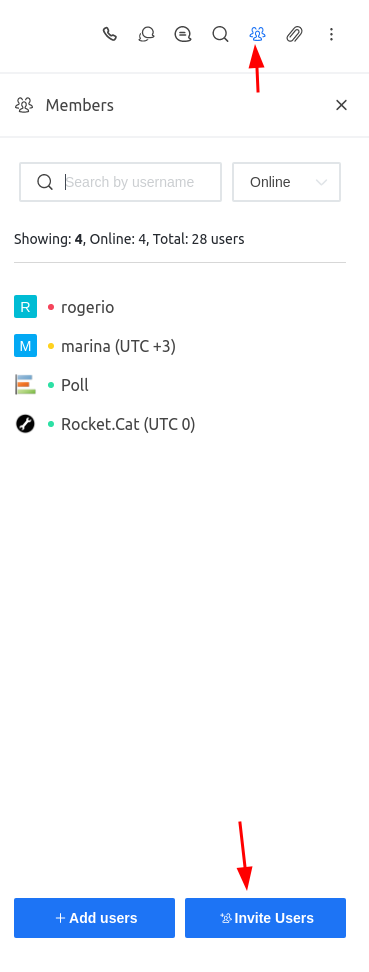 Members
Search by username
Online
Showing: 4, Online: 4, Total: 28 users
R rogerio
M marina (UTC +3)
Poll
Rocket.Cat (UTC 0)
Add users
Invite Users